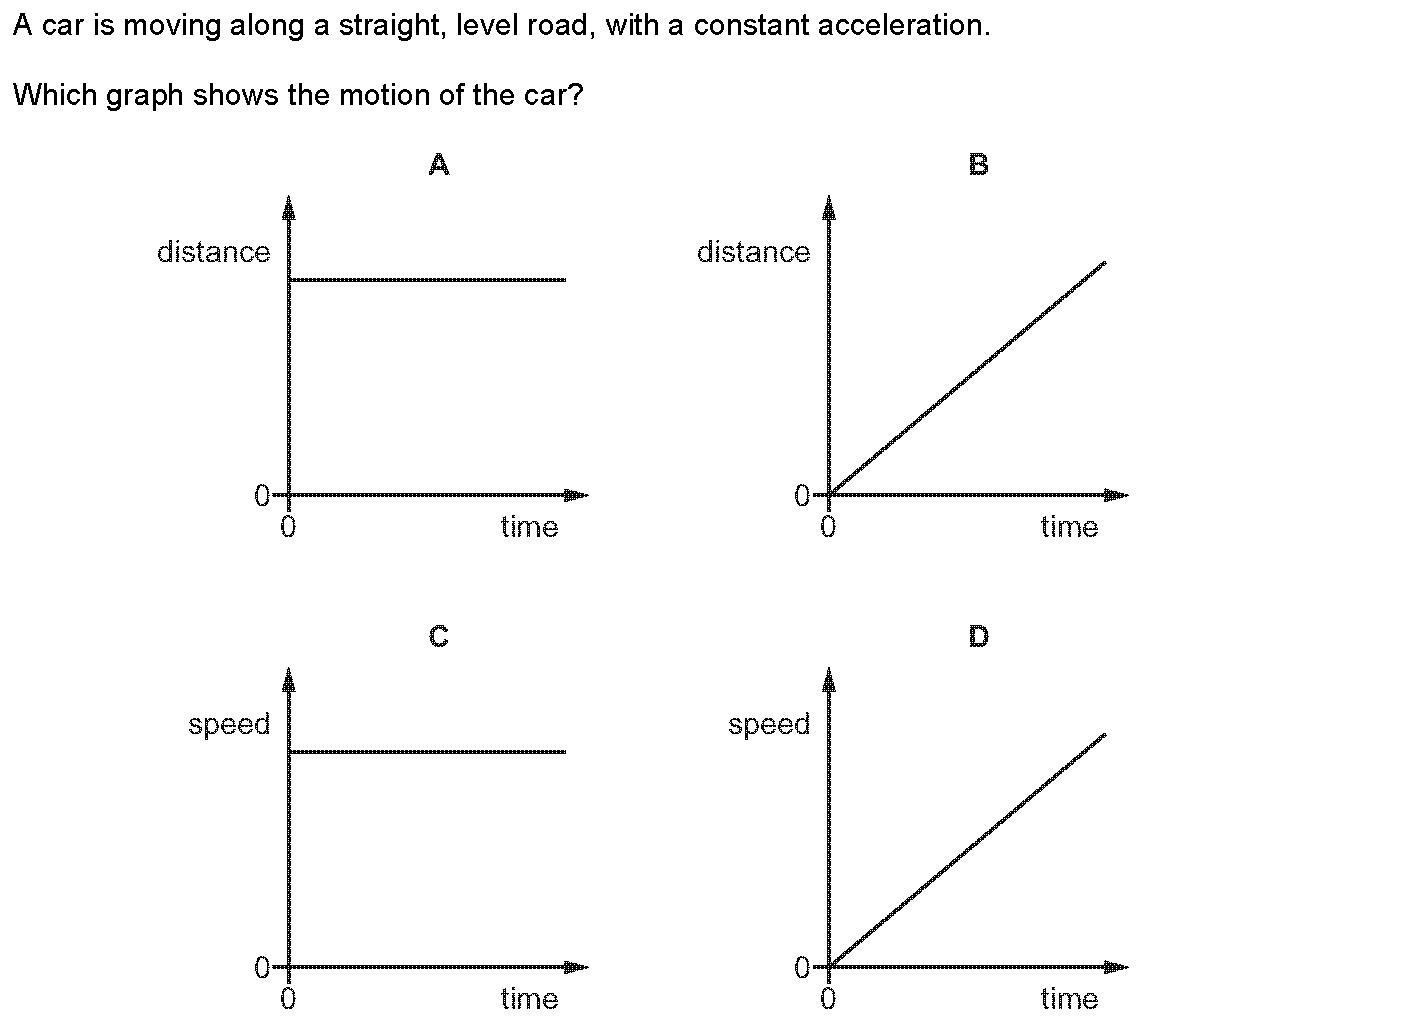 A car is moving along a straight, level road, with a constant acceleration.
Which graph shows the motion of the car?
A
distance
0
0
time
B
distance
0
0
time
C
speed
0
0
time
D
speed
0
0
time